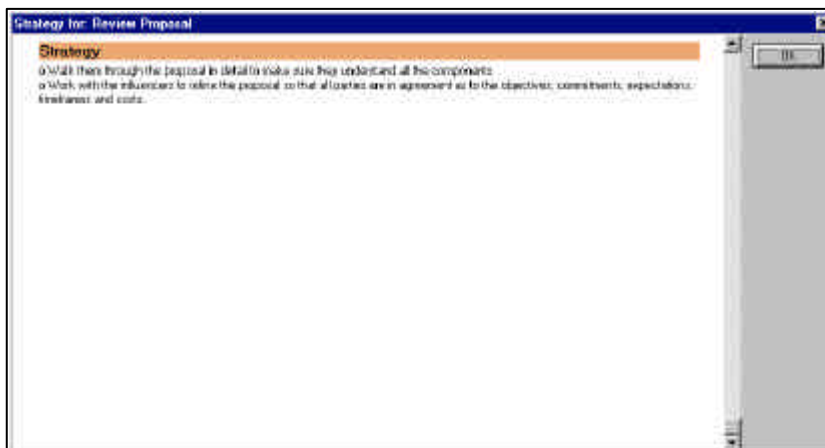 Strategy for: Review Proposal
Strategy
o Walk them through the proposal in detail to make sure they understand all the components
o Work with the influencers to refine the proposal so that all parties are in agreement as to the objectives, commitments, expectations,
timeframes and costs.
OK